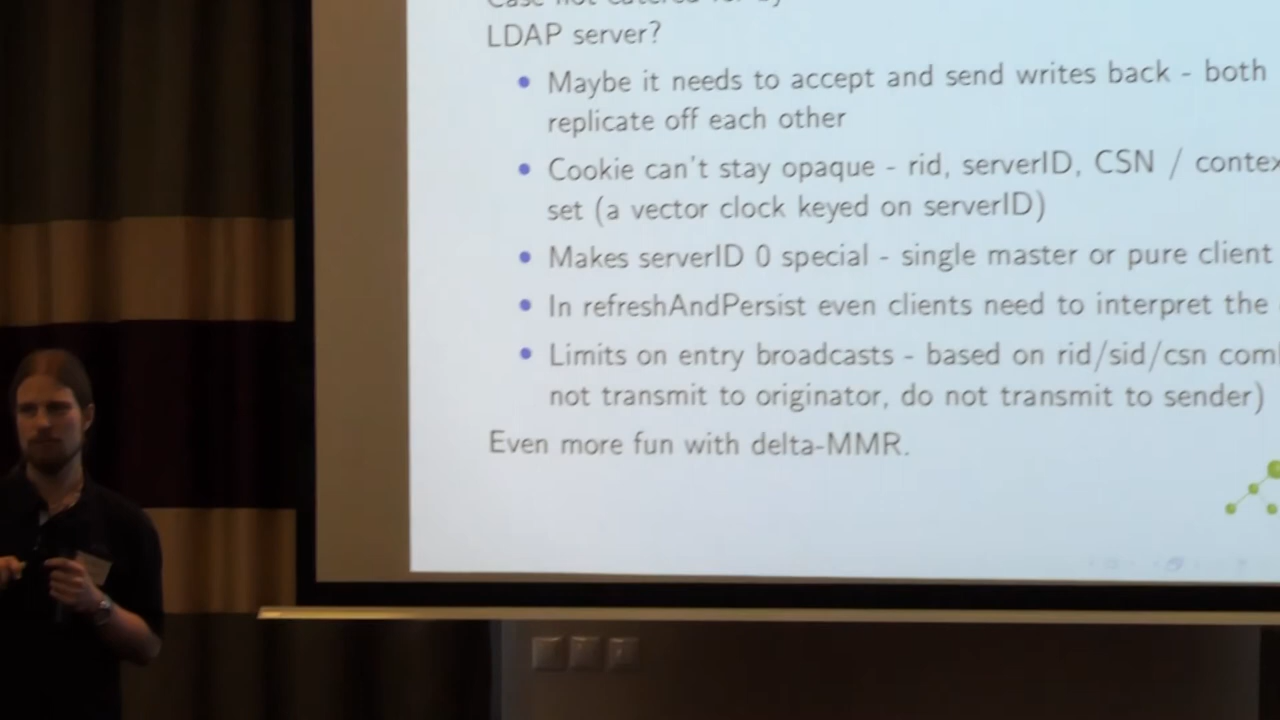 LDAP server?
Maybe it needs to accept and send writes back - both
replicate off each other
Cookie can't stay opaque - rid, serverID, CSN /
set (a vector clock keyed on serverID)
Makes serverID 0 special - single master or pure client
In refreshAndPersist even clients need to interpret the
Limits on entry broadcasts - based on rid/sid/csn
not transmit to originator, do not transmit to sender)
Even more fun with delta-MMR.